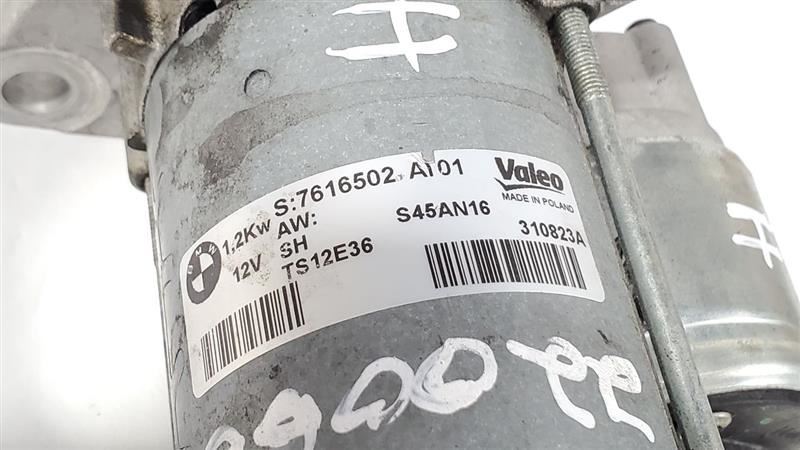 H
S:7616502 AI01
Valeo
MADE IN POLAND
BMW
1,2Kw AW:
12V SH
S45AN16
310823A
TS12E36
H